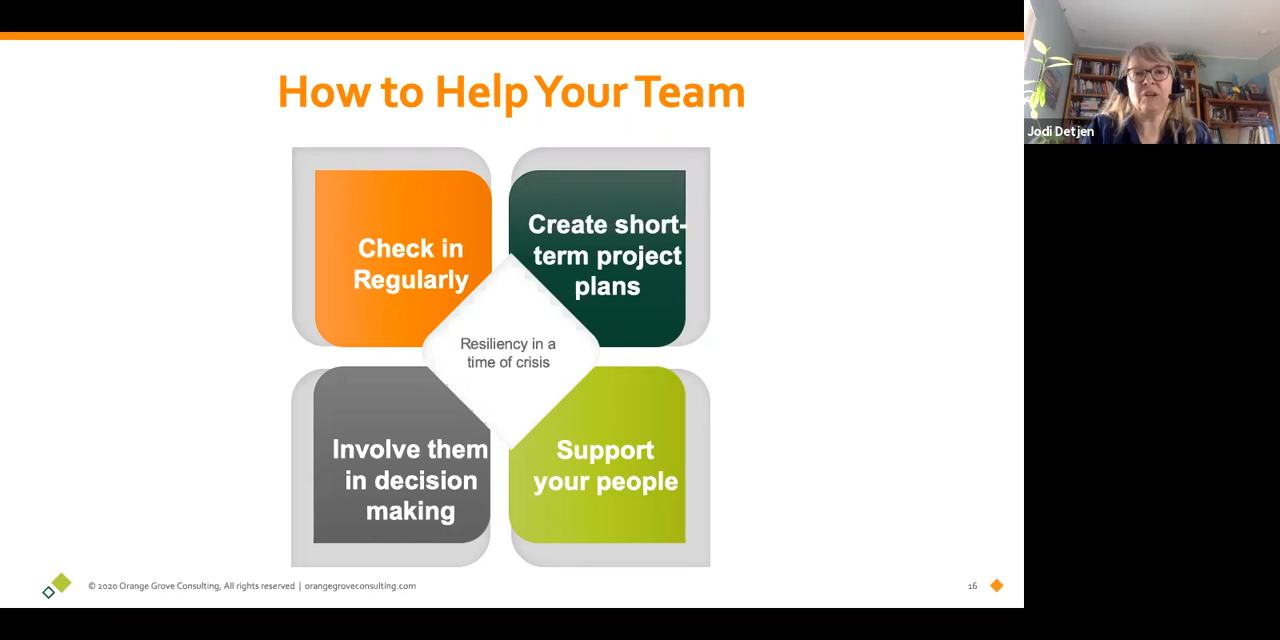 How to Help Your Team
Jodi Detjen
Check in
Regularly
Create short-
term project
plans
Resiliency in a
time of crisis
Involve them
in decision
making
Support
your people
© 2020 Orange Grove Consulting, All rights reserved | orangegroveconsulting.com
16